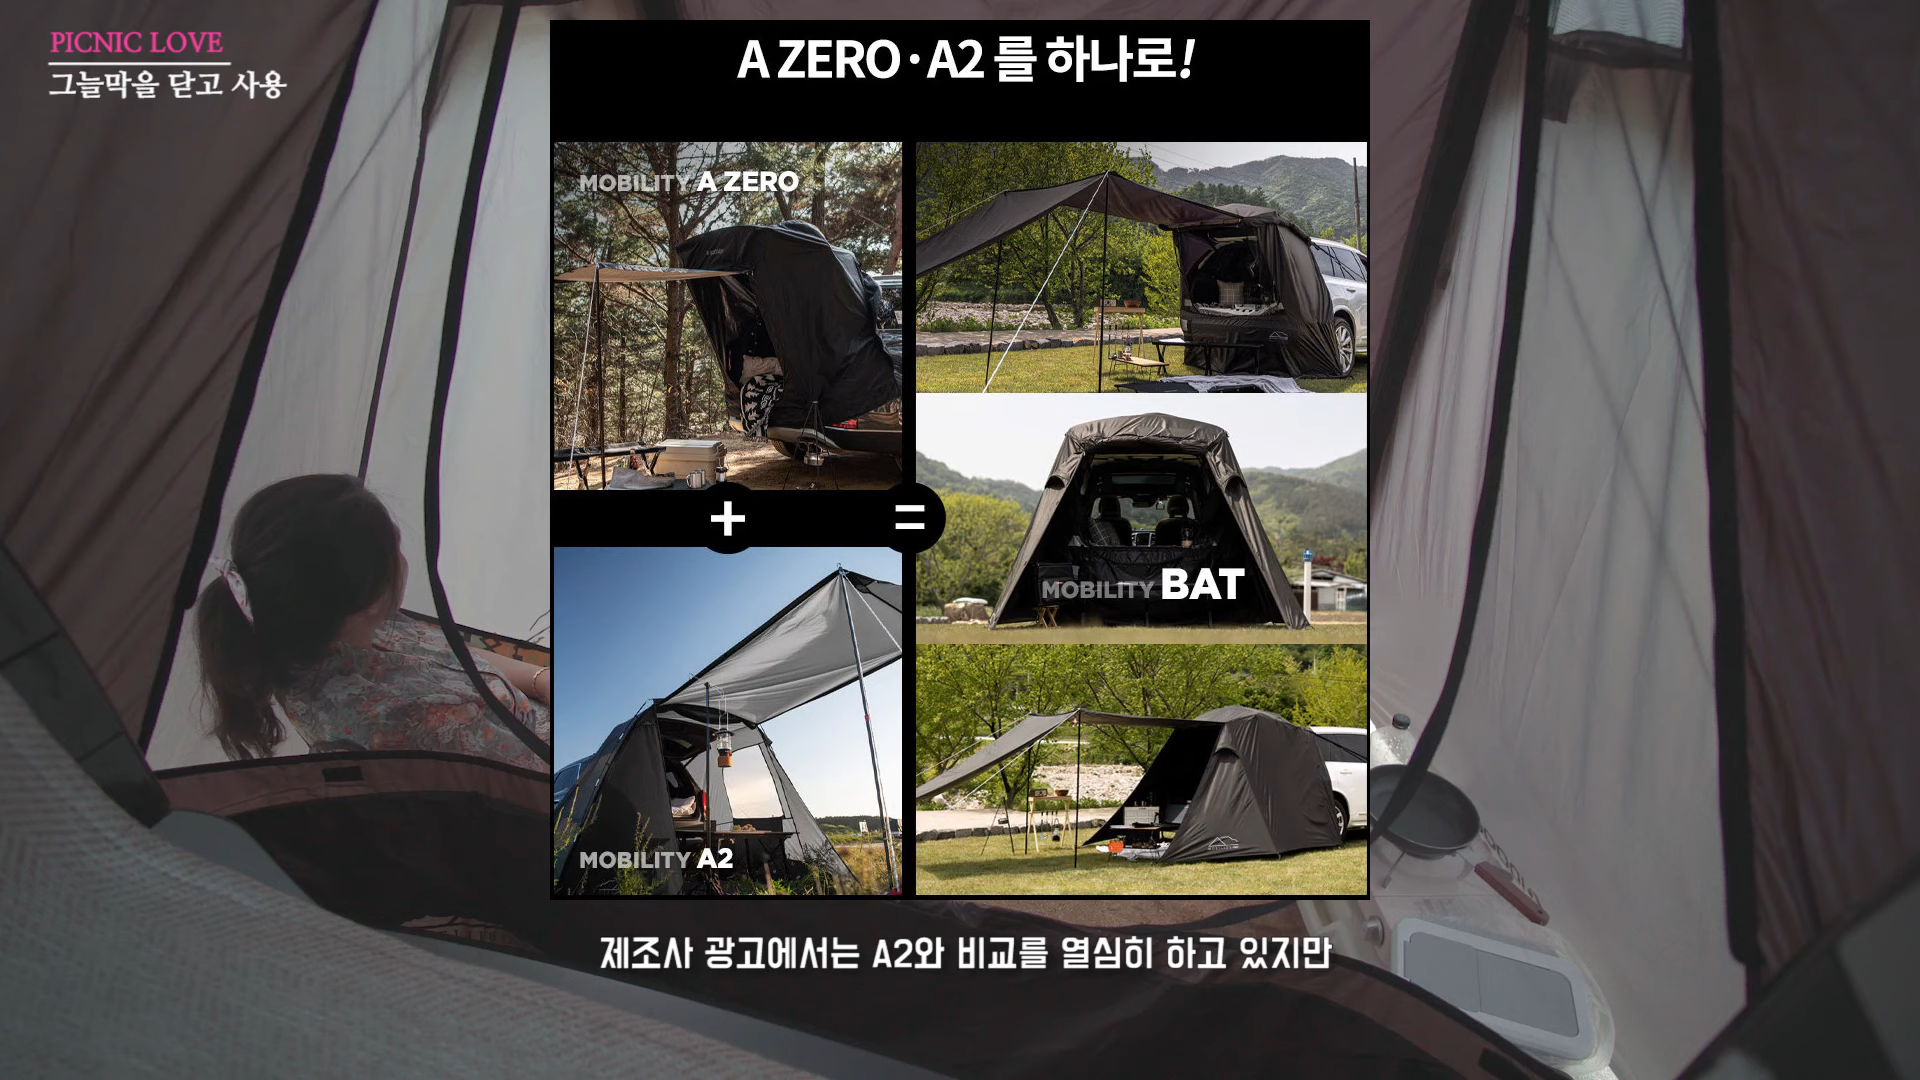 PICNIC LOVE
그늘막을 닫고 사용
A ZERO·A2 를 하나로!
MOBILITY A ZERO
+
=
MOBILITY BAT
MOBILITY A2
제조사 광고에서는 A2와 비교를 열심히 하고 있지만